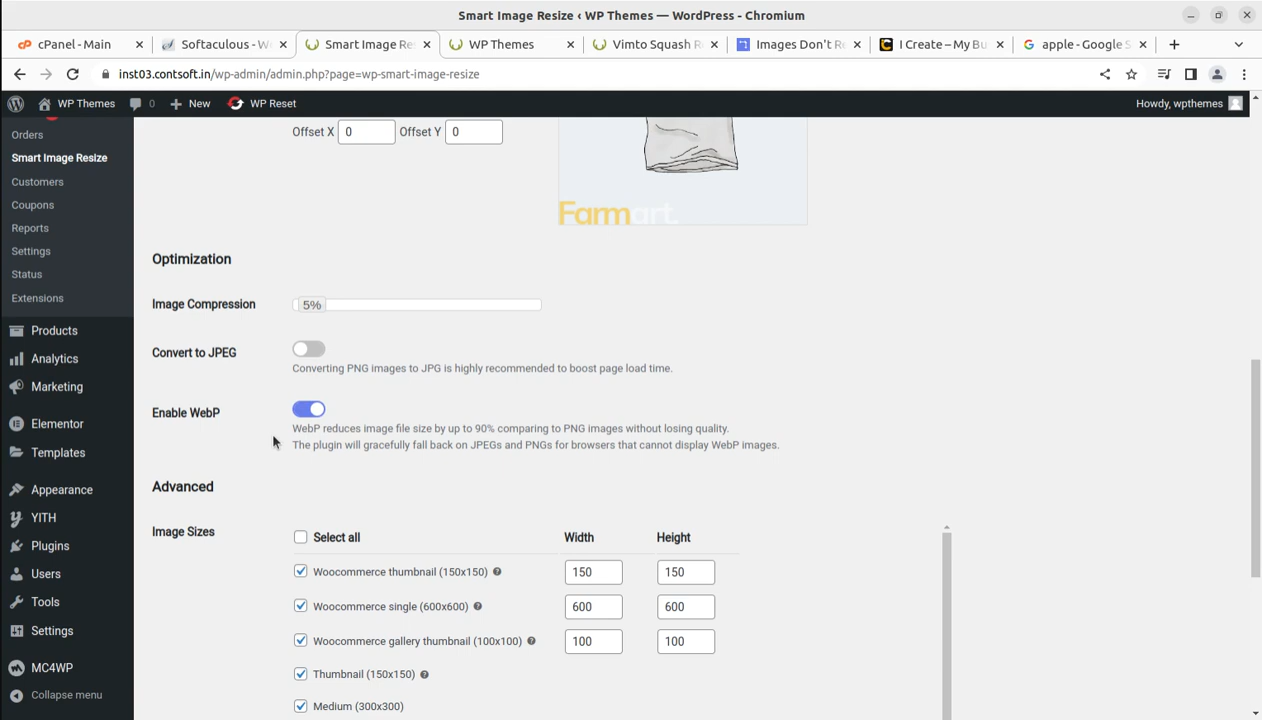 Smart Image Resize ‹ WP Themes — WordPress - Chromium
cPanel - Main
Softaculous - W
Smart Image Re
WP Themes
Vimto Squash R
Images Don't R
I Create – My Bu
apple - Google S
inst03.contsoft.in/wp-admin/admin.php?page=wp-smart-image-resize
WP Themes
0
New
WP Reset
Howdy, wpthemes
Orders
Smart Image Resize
Customers
Coupons
Reports
Settings
Status
Extensions
Products
Analytics
Marketing
Elementor
Templates
Appearance
YITH
Plugins
Users
Tools
Settings
MC4WP
Collapse menu
Offset X 0 Offset Y 0
Farmart.
Optimization
Image Compression 5%
Convert to JPEG
Converting PNG images to JPG is highly recommended to boost page load time.
Enable WebP
WebP reduces image file size by up to 90% comparing to PNG images without losing quality.
The plugin will gracefully fall back on JPEGs and PNGs for browsers that cannot display WebP images.
Advanced
Image Sizes
Select all Width Height
Woocommerce thumbnail (150x150) 150 150
Woocommerce single (600x600) 600 600
Woocommerce gallery thumbnail (100x100) 100 100
Thumbnail (150x150)
Medium (300x300)